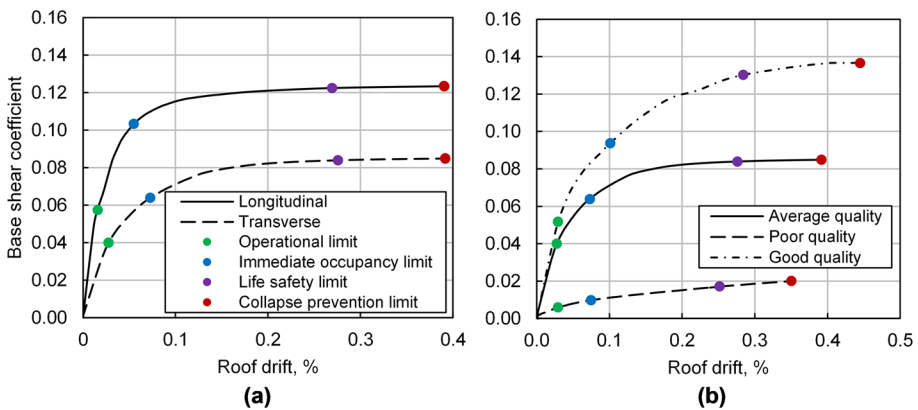 Base shear coefficient
0.16
0.14
0.12
0.10
0.08
0.06
0.04
0.02
0.00
0
0.1
0.2
0.3
0.4
Roof drift, %
Longitudinal
Transverse
Operational limit
Immediate occupancy limit
Life safety limit
Collapse prevention limit
(a)
0.16
0.14
0.12
0.10
0.08
0.06
0.04
0.02
0.00
0.0
0.1
0.2
0.3
0.4
0.5
Roof drift, %
Average quality
Poor quality
Good quality
(b)